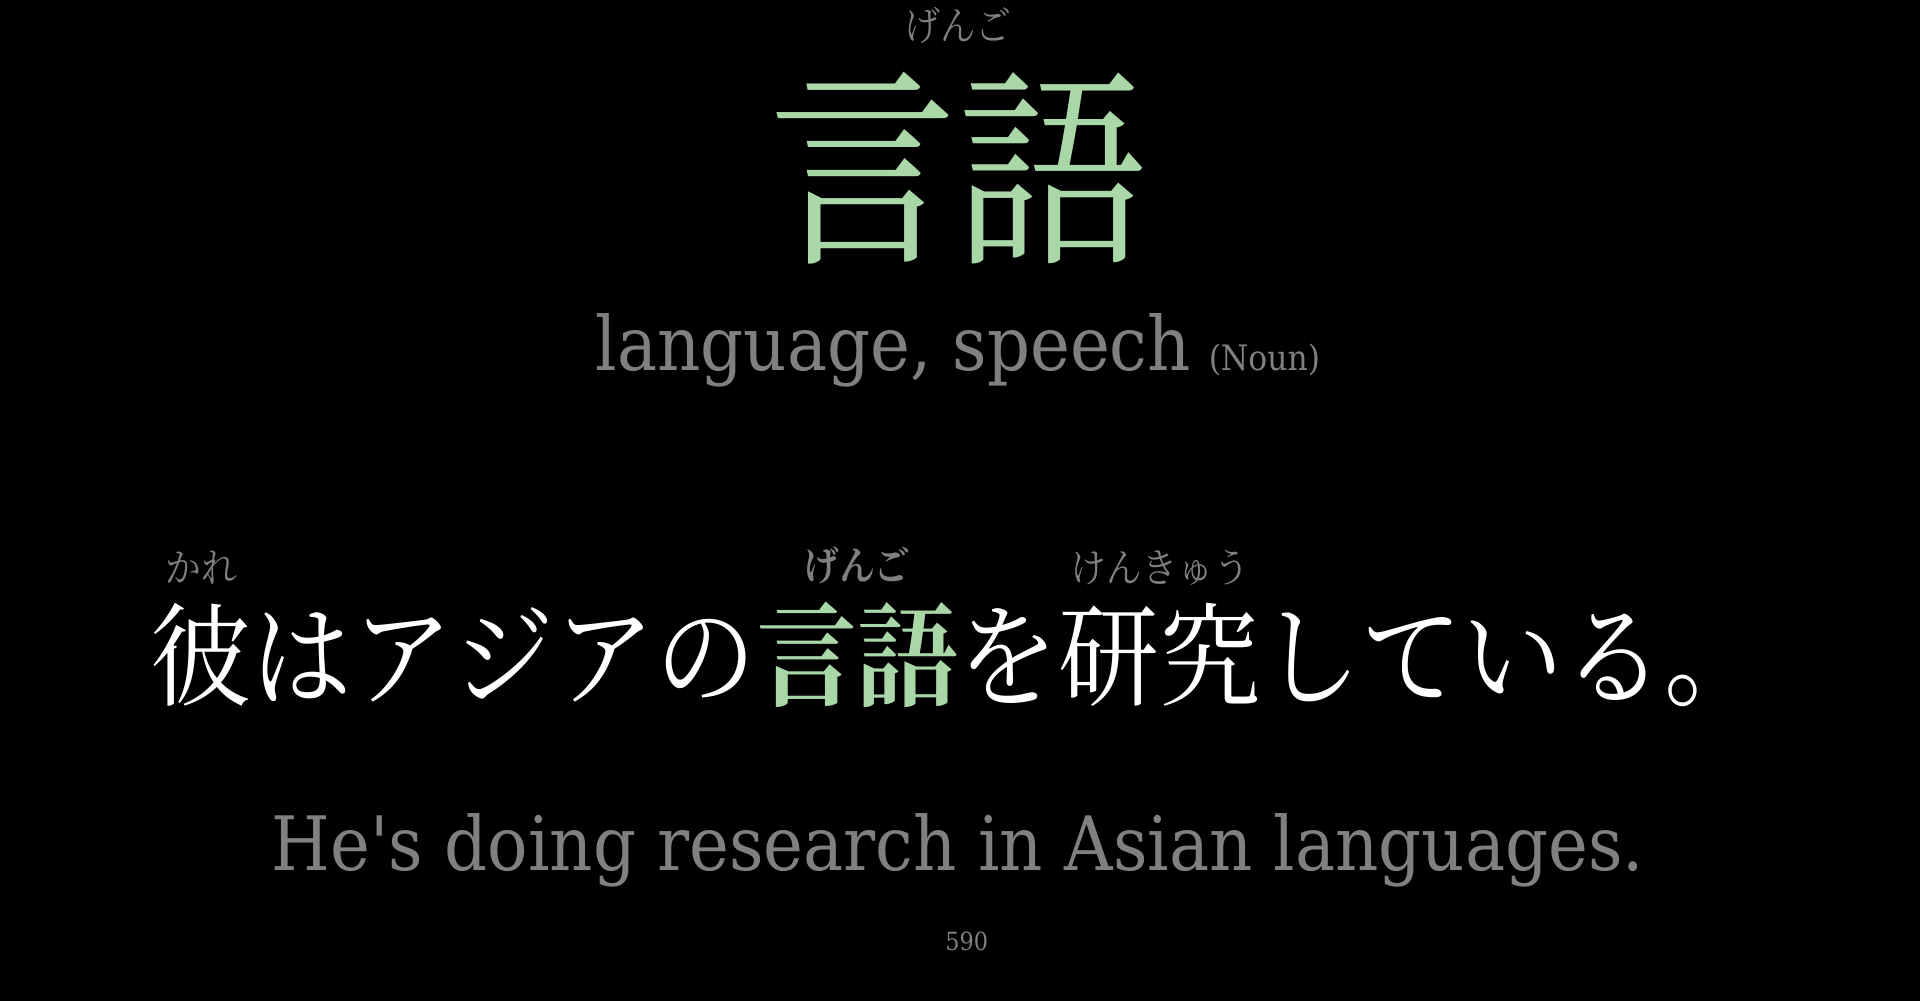 げんご
言語
language, speech (Noun)
かれ げんご けんきゅう
彼はアジアの言語を研究している。
He's doing research in Asian languages.
590